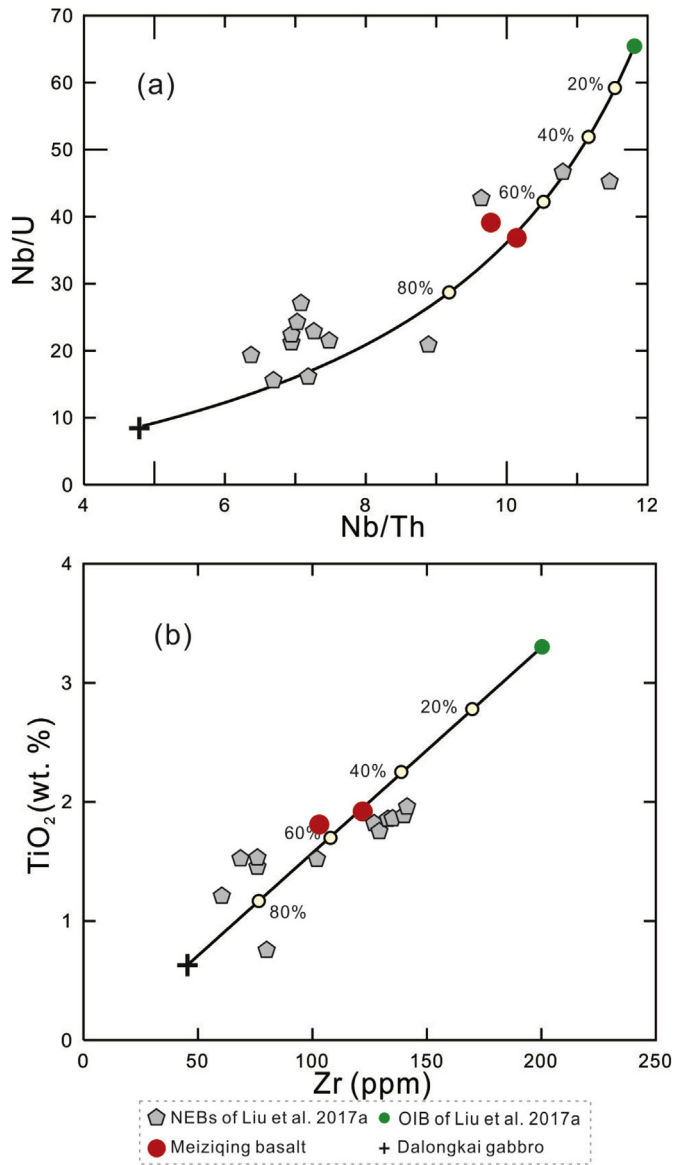 70
60
50
40
30
20
10
0
Nb/U
(a)
20%
40%
60%
80%
4 6 8 10 12
Nb/Th
4
3
2
1
0
TiO₂ (wt. %)
(b)
20%
40%
60%
80%
0 50 100 150 200 250
Zr (ppm)
NEBs of Liu et al. 2017a OIB of Liu et al. 2017a
Meiziqing basalt Dalongkai gabbro